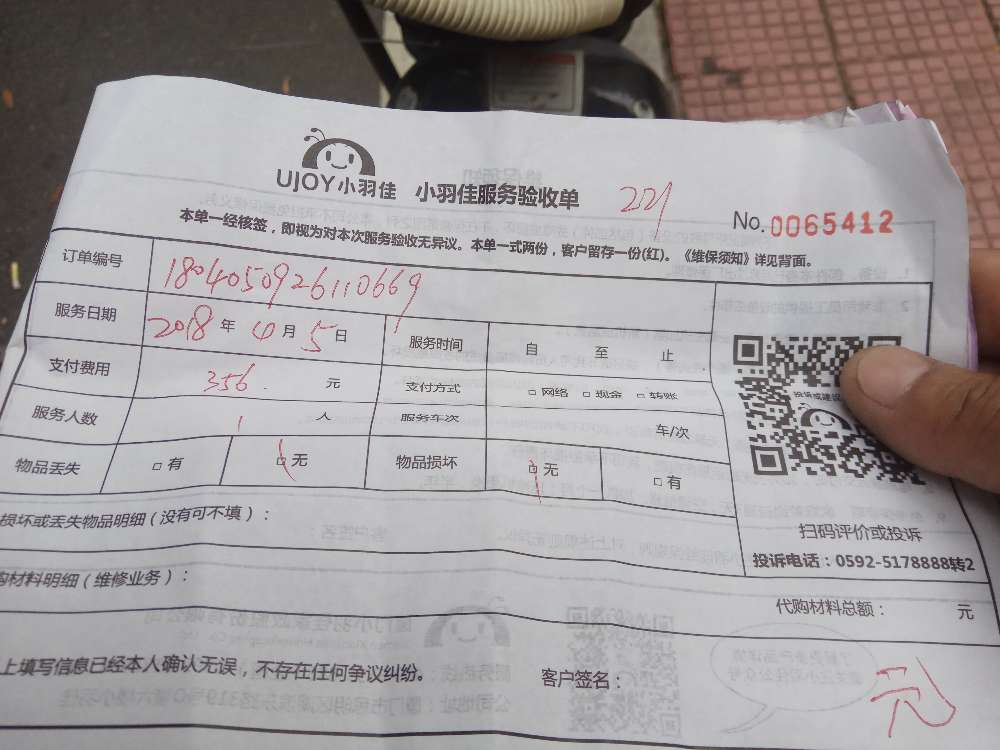 UJOY小羽佳 小羽佳服务验收单 221
No.0065412
本单一经核签，即视为对本次服务验收无异议。本单一式两份，客户留存一份(红)。《维保须知》详见背面。
订单编号 1804050926110669
服务日期 2018年4月5日 服务时间 自 至 止
支付费用 356. 元 支付方式 □网络 □现金 □转账
服务人数 1 人 服务车次 车/次
物品丢失 □有 □无 物品损坏 □无 □有
损坏或丢失物品明细（没有可不填）：
扫码评价或投诉
投诉电话：0592-5178888转2
购材料明细（维修业务）：
代购材料总额： 元
上填写信息已经本人确认无误，不存在任何争议纠纷。 客户签名：